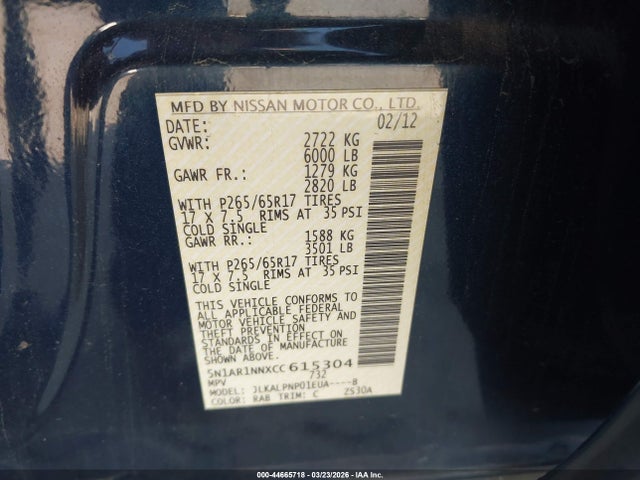 MFD BY NISSAN MOTOR CO., LTD.
DATE: 02/12
GVWR: 2722 KG
6000 LB
GAWR FR.: 1279 KG
2820 LB
WITH P265/65R17 TIRES
17 X 7.5 RIMS AT 35 PSI
COLD SINGLE
GAWR RR.: 1588 KG
3501 LB
WITH P265/65R17 TIRES
17 X 7.5 RIMS AT 35 PSI
COLD SINGLE
THIS VEHICLE CONFORMS TO
ALL APPLICABLE FEDERAL
MOTOR VEHICLE SAFETY AND
THEFT PREVENTION
STANDARDS IN EFFECT ON
THE DATE OF MANUFACTURE
SHOWN ABOVE.
5N1AR1NNXCC615304
MPV 732
MODEL: JLKALPNP01EUA----B
COLOR: RAB TRIM: C ZS30A
000-44665718 - 03/23/2026 - IAA Inc.